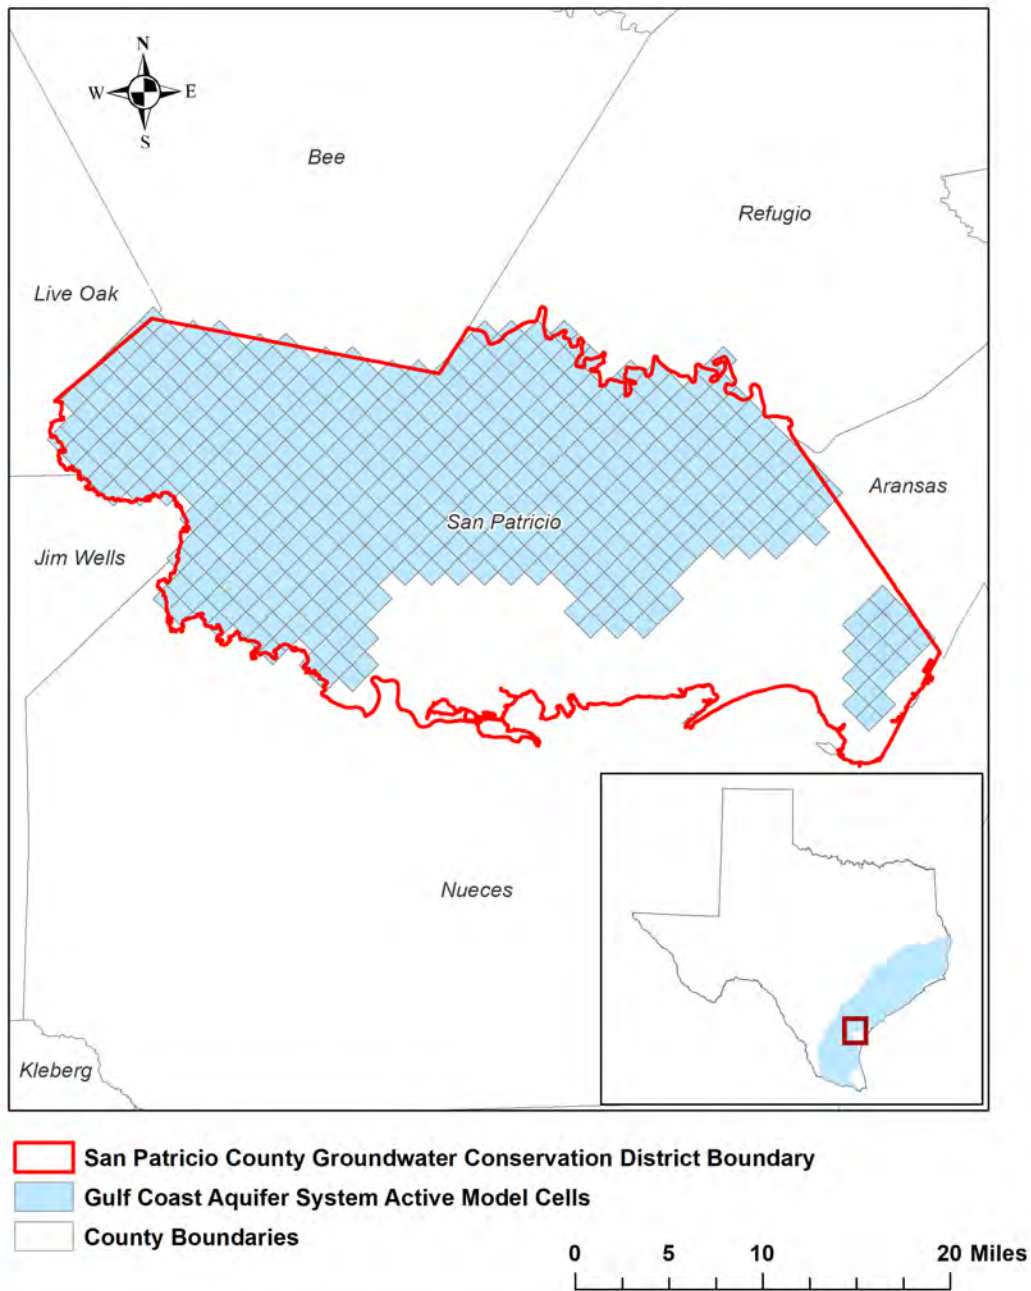 N
W E
S
Bee
Refugio
Live Oak
Aransas
San Patricio
Jim Wells
Nueces
Kleberg
San Patricio County Groundwater Conservation District Boundary
Gulf Coast Aquifer System Active Model Cells
County Boundaries
0 5 10 20 Miles